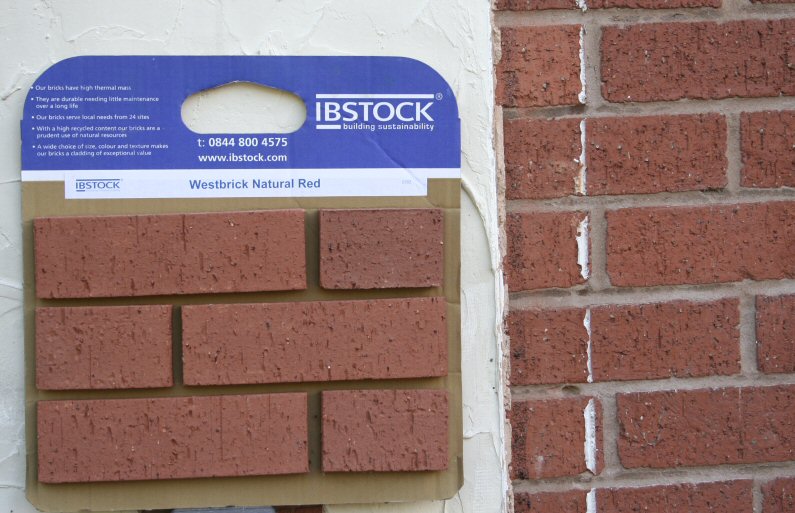 • Our bricks have high thermal mass
• They are durable needing little maintenance
over a long life
• Our bricks serve local needs from 24 sites
• With a high recycled content our bricks are a
prudent use of natural resources
• A wide choice of size, colour and texture makes
our bricks a cladding of exceptional value
IBSTOCK®
building sustainability
t: 0844 800 4575
www.ibstock.com
IBSTOCK
Westbrick Natural Red